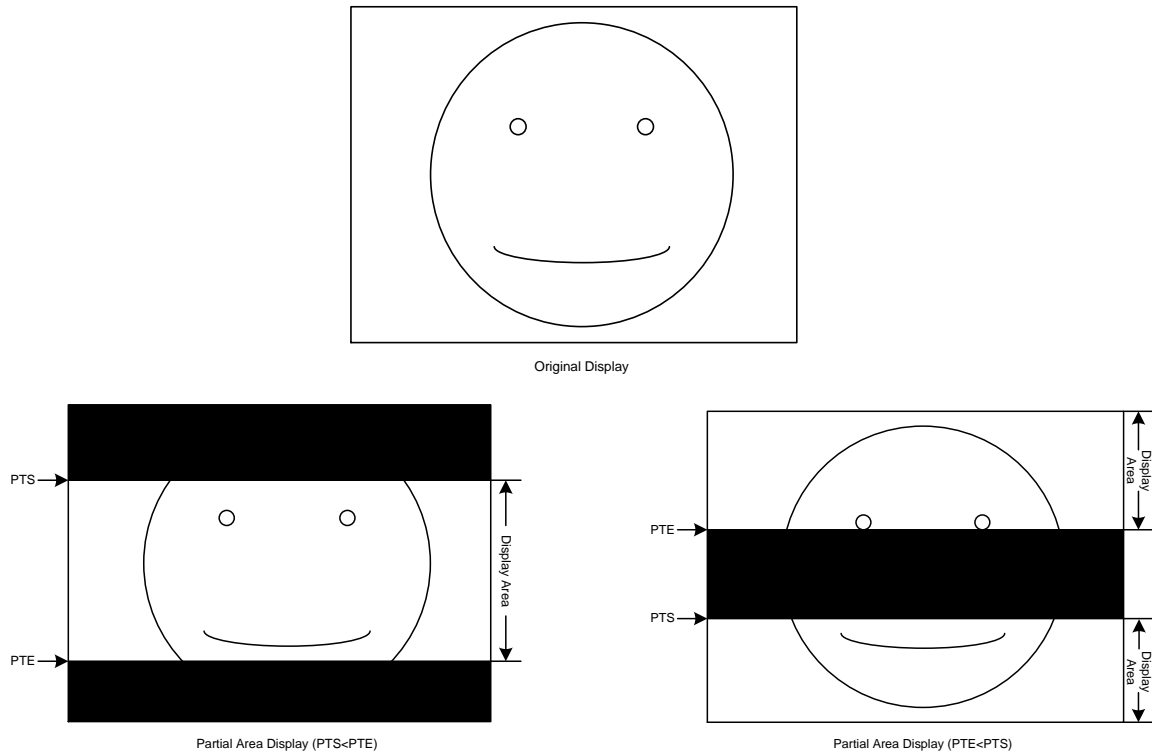 Original Display
PTS
PTE
Display Area
Partial Area Display (PTS<PTE)
Display
Area
PTE
PTS
Display
Area
Partial Area Display (PTE<PTS)